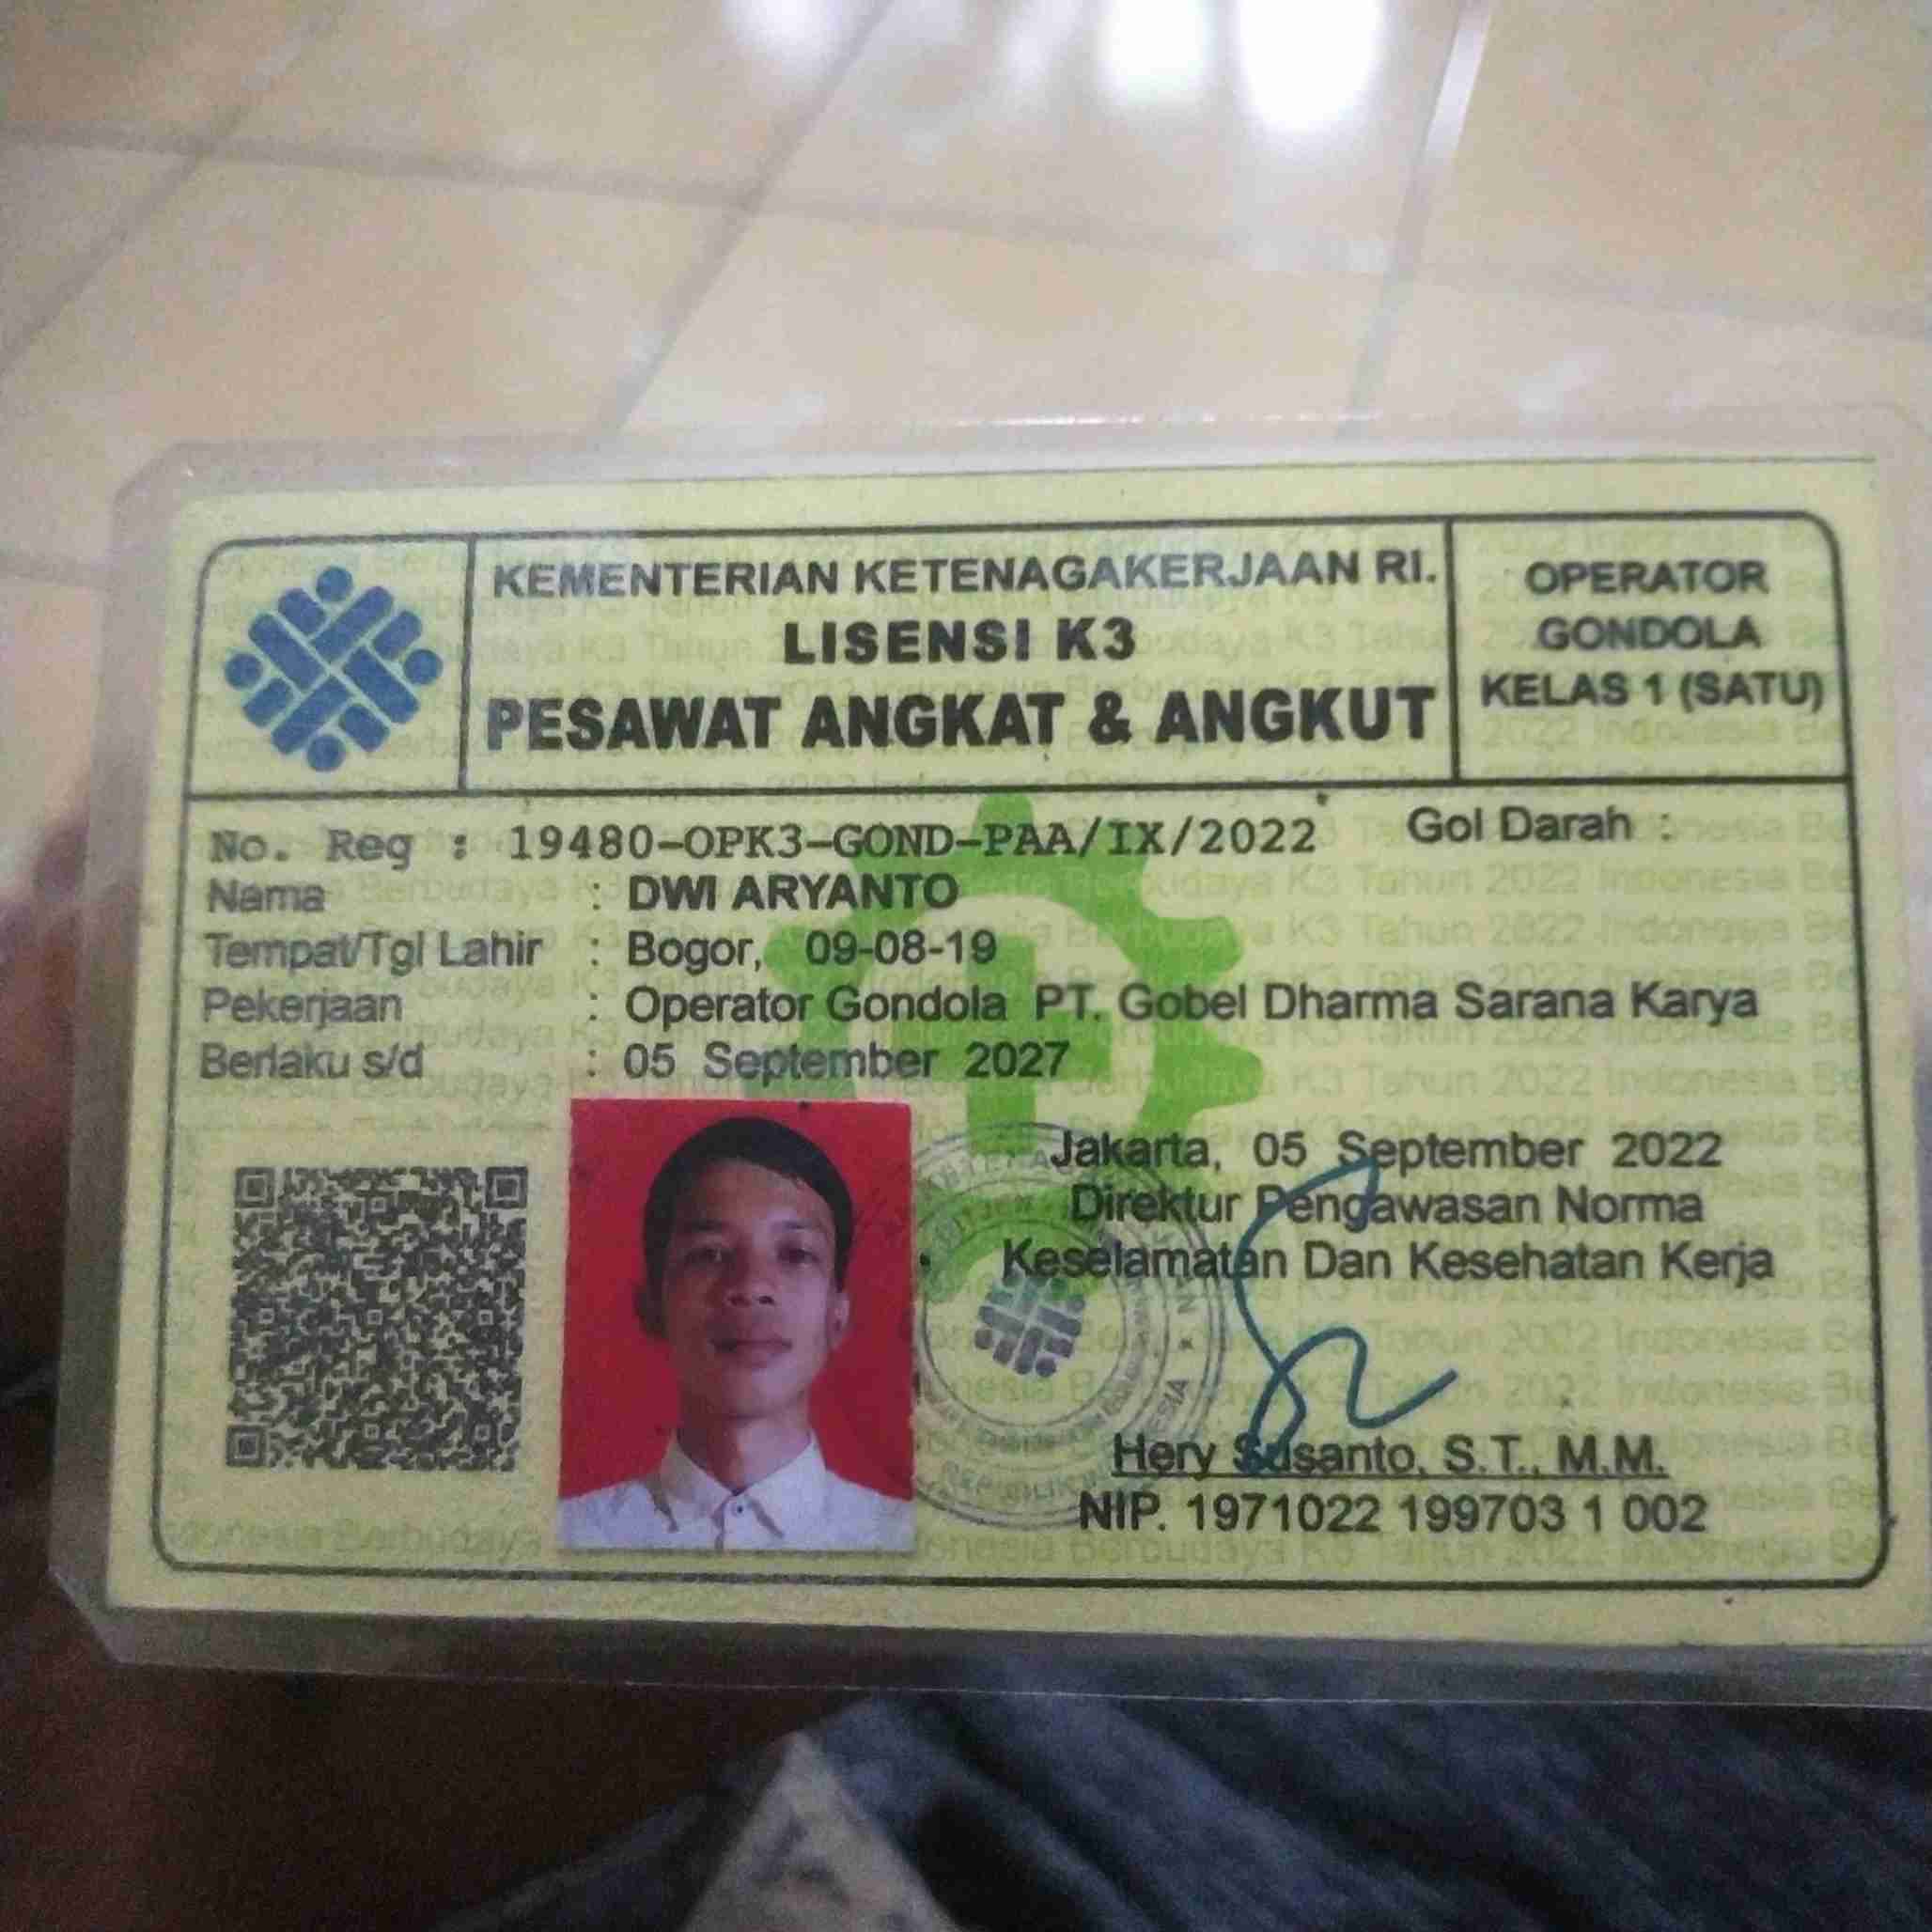 KEMENTERIAN KETENAGAKERJAAN RI.
LISENSI K3
PESAWAT ANGKAT & ANGKUT
OPERATOR
GONDOLA
KELAS 1 (SATU)
No. Reg : 19480-OPK3-GOND-PAA/IX/2022
Gol Darah :
Nama : DWI ARYANTO
Tempat/Tgl Lahir : Bogor, 09-08-19
Pekerjaan : Operator Gondola PT. Gobel Dharma Sarana Karya
Berlaku s/d : 05 September 2027
Jakarta, 05 September 2022
Direktur Pengawasan Norma
Keselamatan Dan Kesehatan Kerja
Hery Susanto, S.T., M.M.
NIP. 1971022 199703 1 002